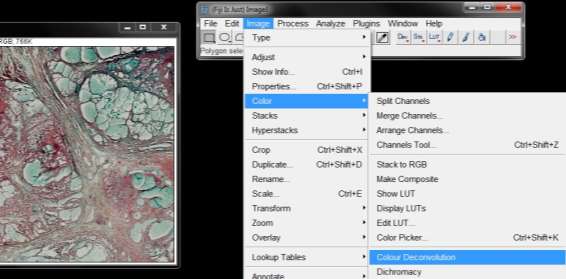 (Fiji Is Just) ImageJ
RGB; 766K
File Edit Image Process Analyze Plugins Window Help
Polygon selec
Dev Stk LUT >>
Type
Adjust
Show Info... Ctrl+I
Properties... Ctrl+Shift+P
Color
Stacks
Hyperstacks
Crop Ctrl+Shift+X
Duplicate... Ctrl+Shift+D
Rename...
Scale... Ctrl+E
Transform
Zoom
Overlay
Lookup Tables
Annotate
Split Channels
Merge Channels...
Arrange Channels...
Channels Tool... Ctrl+Shift+Z
Stack to RGB
Make Composite
Show LUT
Display LUTs
Edit LUT...
Color Picker... Ctrl+Shift+K
Colour Deconvolution
Dichromacy